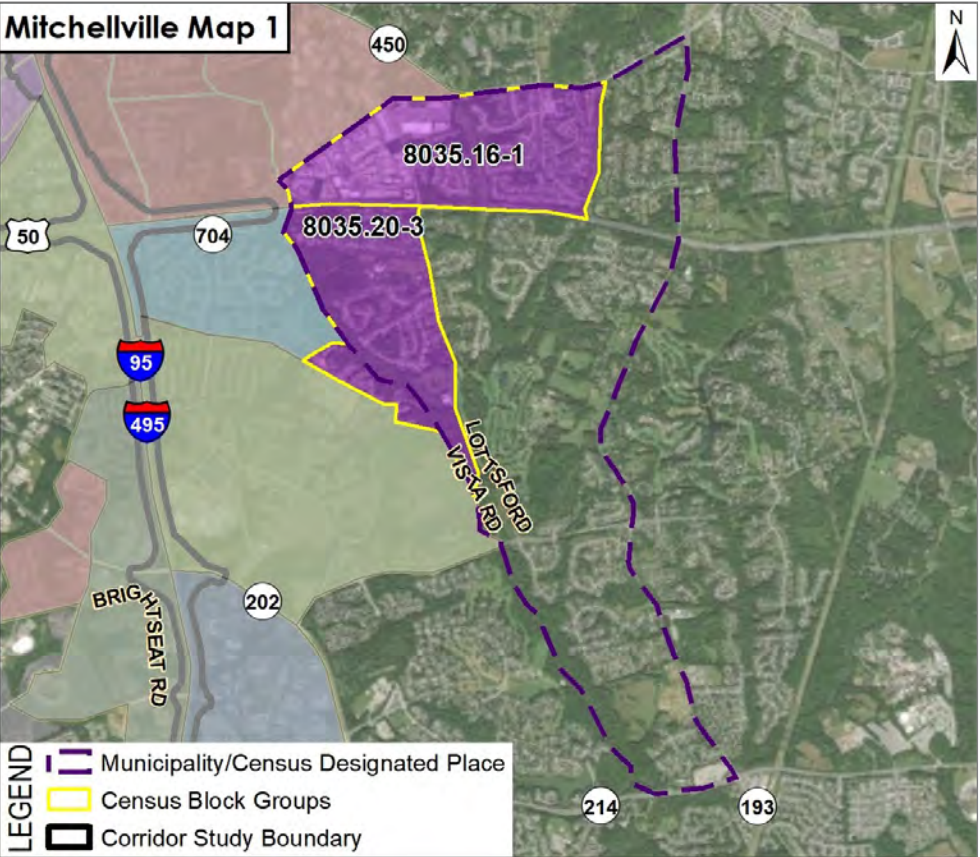 Mitchellville Map 1
450
N
8035.16-1
50
704
8035.20-3
95
495
LOTTSFORD
VISTA RD
202
BRIGHTSEAT RD
LEGEND
Municipality/Census Designated Place
Census Block Groups
Corridor Study Boundary
214
193